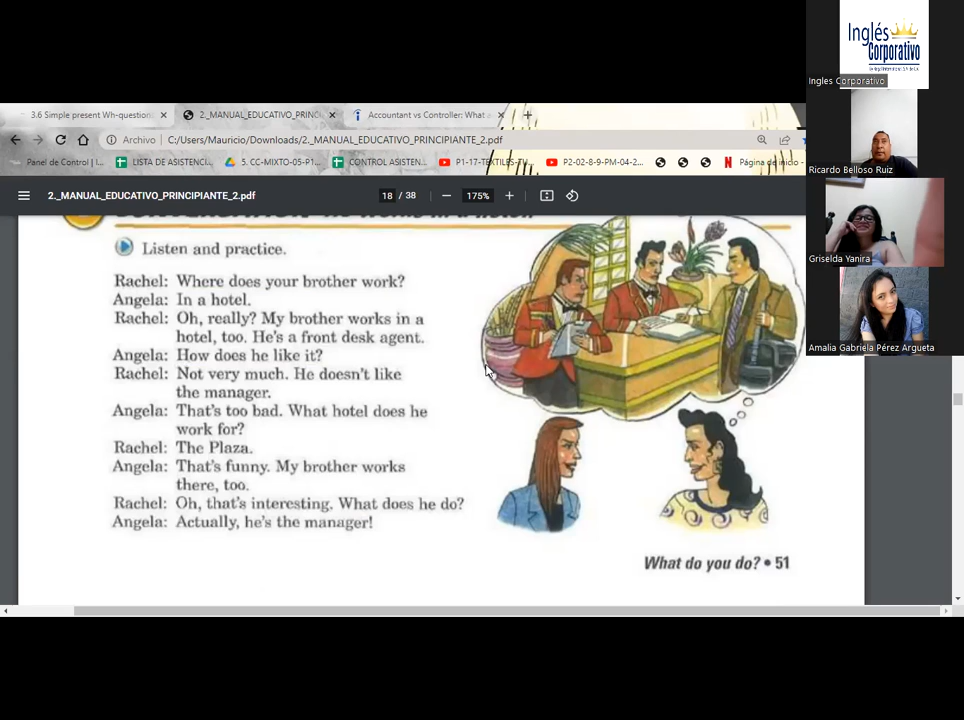 Inglés
Corporativo
Ingles Corporativo
Ricardo Belloso Ruiz
Griselda Yanira
Amalia Gabriela Pérez Argueta
3.6 Simple present Wh-question
2._MANUAL_EDUCATIVO_PRINCI
Accountant vs Controller: What
Archivo
C:/Users/Mauricio/Downloads/2._MANUAL_EDUCATIVO_PRINCIPIANTE_2.pdf
Panel de Control | I...
LISTA DE ASISTENCI...
5. CC-MIXTO-05-P1...
CONTROL ASISTEN...
P1-17-TEXTILES-TV...
P2-02-8-9-PM-04-2...
Página de inicio
2._MANUAL_EDUCATIVO_PRINCIPIANTE_2.pdf
18 / 38
175%
Listen and practice.
Rachel: Where does your brother work?
Angela: In a hotel.
Rachel: Oh, really? My brother works in a
hotel, too. He's a front desk agent.
Angela: How does he like it?
Rachel: Not very much. He doesn't like
the manager.
Angela: That's too bad. What hotel does he
work for?
Rachel: The Plaza.
Angela: That's funny. My brother works
there, too.
Rachel: Oh, that's interesting. What does he do?
Angela: Actually, he's the manager!
What do you do? • 51